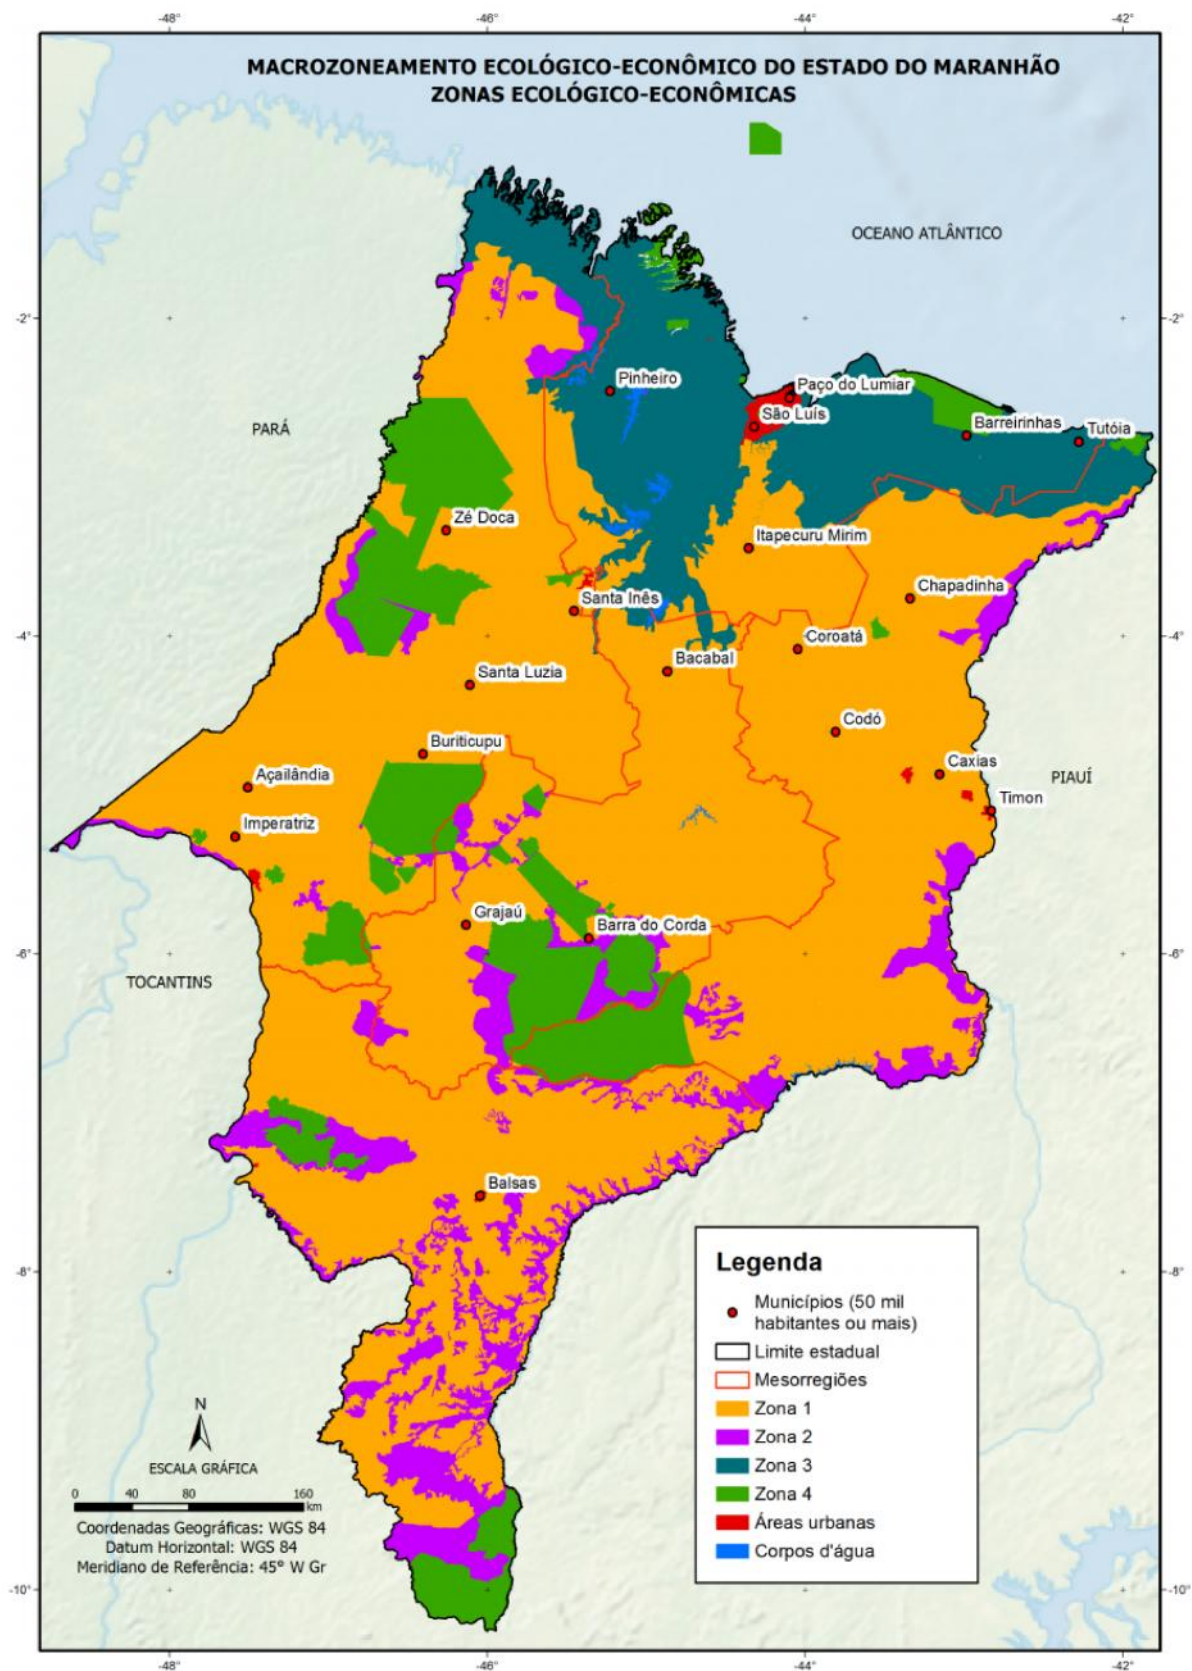 -48°
-46°
-44°
-42°
MACROZONEAMENTO ECOLÓGICO-ECONÔMICO DO ESTADO DO MARANHÃO
ZONAS ECOLÓGICO-ECONÔMICAS
OCEANO ATLÂNTICO
-2°
-2°
Pinheiro
Paço do Lumiar
São Luís
Barreirinhas
Tutóia
PARÁ
Zé Doca
Itapecuru Mirim
Santa Inês
Chapadinha
-4°
-4°
Coroatá
Bacabal
Santa Luzia
Codó
Buriticupu
Caxias
Açailândia
PIAUÍ
Timon
Imperatriz
Grajaú
Barra do Corda
-6°
-6°
TOCANTINS
Balsas
-8°
-8°
Legenda
Municípios (50 mil
habitantes ou mais)
Limite estadual
Mesorregiões
Zona 1
Zona 2
Zona 3
Zona 4
Áreas urbanas
Corpos d'água
N
ESCALA GRÁFICA
0 40 80 160
km
Coordenadas Geográficas: WGS 84
Datum Horizontal: WGS 84
Meridiano de Referência: 45° W Gr
-10°
-10°
-48°
-46°
-44°
-42°